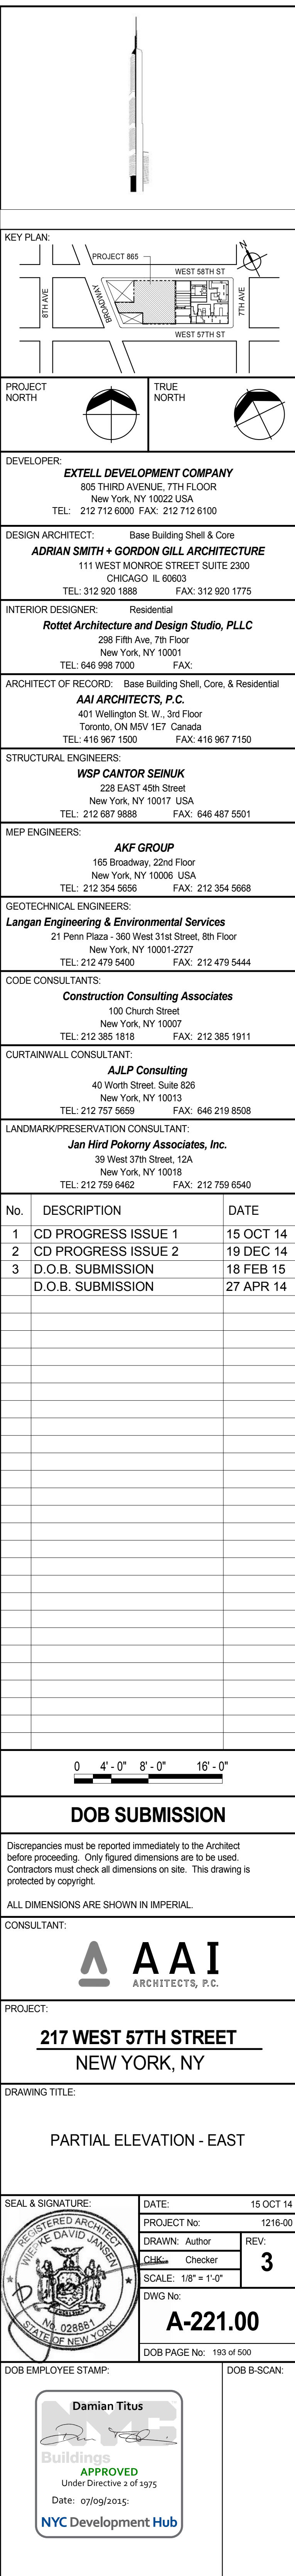 KEY PLAN:
N
PROJECT 865
WEST 58TH ST
8TH AVE
BROADWAY
7TH AVE
WEST 57TH ST
PROJECT
NORTH
TRUE
NORTH
DEVELOPER:
EXTELL DEVELOPMENT COMPANY
805 THIRD AVENUE, 7TH FLOOR
New York, NY 10022 USA
TEL: 212 712 6000 FAX: 212 712 6100
DESIGN ARCHITECT: Base Building Shell & Core
ADRIAN SMITH + GORDON GILL ARCHITECTURE
111 WEST MONROE STREET SUITE 2300
CHICAGO IL 60603
TEL: 312 920 1888 FAX: 312 920 1775
INTERIOR DESIGNER: Residential
Rottet Architecture and Design Studio, PLLC
298 Fifth Ave, 7th Floor
New York, NY 10001
TEL: 646 998 7000 FAX:
ARCHITECT OF RECORD: Base Building Shell, Core, & Residential
AAI ARCHITECTS, P.C.
401 Wellington St. W., 3rd Floor
Toronto, ON M5V 1E7 Canada
TEL: 416 967 1500 FAX: 416 967 7150
STRUCTURAL ENGINEERS:
WSP CANTOR SEINUK
228 EAST 45th Street
New York, NY 10017 USA
TEL: 212 687 9888 FAX: 646 487 5501
MEP ENGINEERS:
AKF GROUP
165 Broadway, 22nd Floor
New York, NY 10006 USA
TEL: 212 354 5656 FAX: 212 354 5668
GEOTECHNICAL ENGINEERS:
Langan Engineering & Environmental Services
21 Penn Plaza - 360 West 31st Street, 8th Floor
New York, NY 10001-2727
TEL: 212 479 5400 FAX: 212 479 5444
CODE CONSULTANTS:
Construction Consulting Associates
100 Church Street
New York, NY 10007
TEL: 212 385 1818 FAX: 212 385 1911
CURTAINWALL CONSULTANT:
AJLP Consulting
40 Worth Street. Suite 826
New York, NY 10013
TEL: 212 757 5659 FAX: 646 219 8508
LANDMARK/PRESERVATION CONSULTANT:
Jan Hird Pokorny Associates, Inc.
39 West 37th Street, 12A
New York, NY 10018
TEL: 212 759 6462 FAX: 212 759 6540
No. DESCRIPTION DATE
1 CD PROGRESS ISSUE 1 15 OCT 14
2 CD PROGRESS ISSUE 2 19 DEC 14
3 D.O.B. SUBMISSION 18 FEB 15
D.O.B. SUBMISSION 27 APR 14
0 4' - 0" 8' - 0" 16' - 0"
DOB SUBMISSION
Discrepancies must be reported immediately to the Architect
before proceeding. Only figured dimensions are to be used.
Contractors must check all dimensions on site. This drawing is
protected by copyright.
ALL DIMENSIONS ARE SHOWN IN IMPERIAL.
CONSULTANT:
AAI
ARCHITECTS, P.C.
PROJECT:
217 WEST 57TH STREET
NEW YORK, NY
DRAWING TITLE:
PARTIAL ELEVATION - EAST
SEAL & SIGNATURE:
REGISTERED ARCHITECT
WIEPKE DAVID JANSEN
No. 028881
STATE OF NEW YORK
DATE: 15 OCT 14
PROJECT No: 1216-00
DRAWN: Author
CHK: Checker
SCALE: 1/8" = 1'-0"
REV:
3
DWG No:
A-221.00
DOB PAGE No: 193 of 500
DOB EMPLOYEE STAMP:
DOB B-SCAN:
Damian Titus
NYC
Buildings
APPROVED
Under Directive 2 of 1975
Date: 07/09/2015:
NYC Development Hub